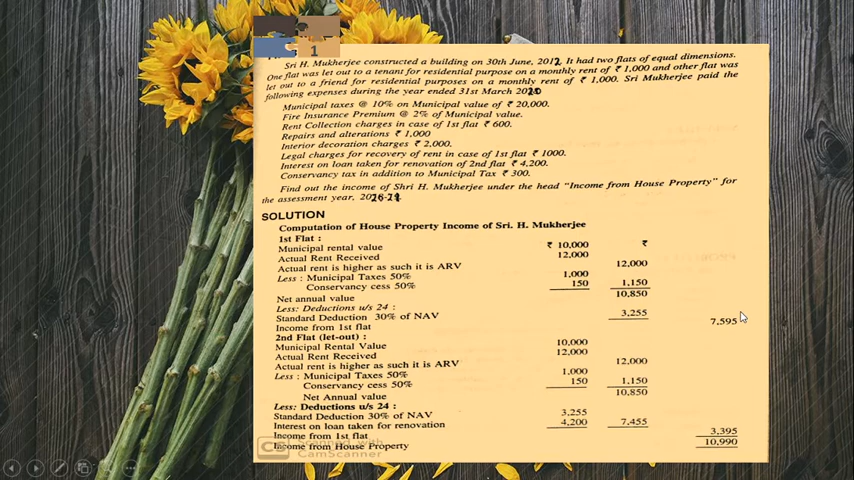 1
Sri H. Mukherjee constructed a building on 30th June, 2017. It had two flats of equal dimensions.
One flat was let out to a tenant for residential purpose on a monthly rent of ₹ 1,000 and other flat was
let out to a friend for residential purposes on a monthly rent of ₹ 1,000. Sri Mukherjee paid the
following expenses during the year ended 31st March
Municipal taxes @ 10% on Municipal value of ₹ 20,000.
Fire Insurance Premium @ 2% of Municipal value.
Rent Collection charges in case of 1st flat ₹ 600.
Repairs and alterations ₹ 1,000
Interior decoration charges ₹ 2,000.
Legal charges for recovery of rent in case of 1st flat ₹ 1000.
Interest on loan taken for renovation of 2nd flat ₹ 4,200.
Conservancy tax in addition to Municipal Tax ₹ 300.
Find out the income of Shri H. Mukherjee under the head "Income from House Property" for
the assessment year,
SOLUTION
Computation of House Property Income of Sri. H. Mukherjee
1st Flat :
Municipal rental value ₹ 10,000 ₹
Actual Rent Received 12,000
Actual rent is higher as such it is ARV 12,000
Less : Municipal Taxes 50% 1,000
Conservancy cess 50% 150 1,150
Net annual value 10,850
Less: Deductions u/s 24 :
Standard Deduction 30% of NAV 3,255
Income from 1st flat 7,595
2nd Flat (let-out) :
Municipal Rental Value 10,000
Actual Rent Received 12,000
Actual rent is higher as such it is ARV 12,000
Less : Municipal Taxes 50% 1,000
Conservancy cess 50% 150 1,150
Net Annual value 10,850
Less: Deductions u/s 24 :
Standard Deduction 30% of NAV 3,255
Interest on loan taken for renovation 4,200 7,455
Income from 1st flat 3,395
Income from House Property 10,990
CS Scanned with
CamScanner